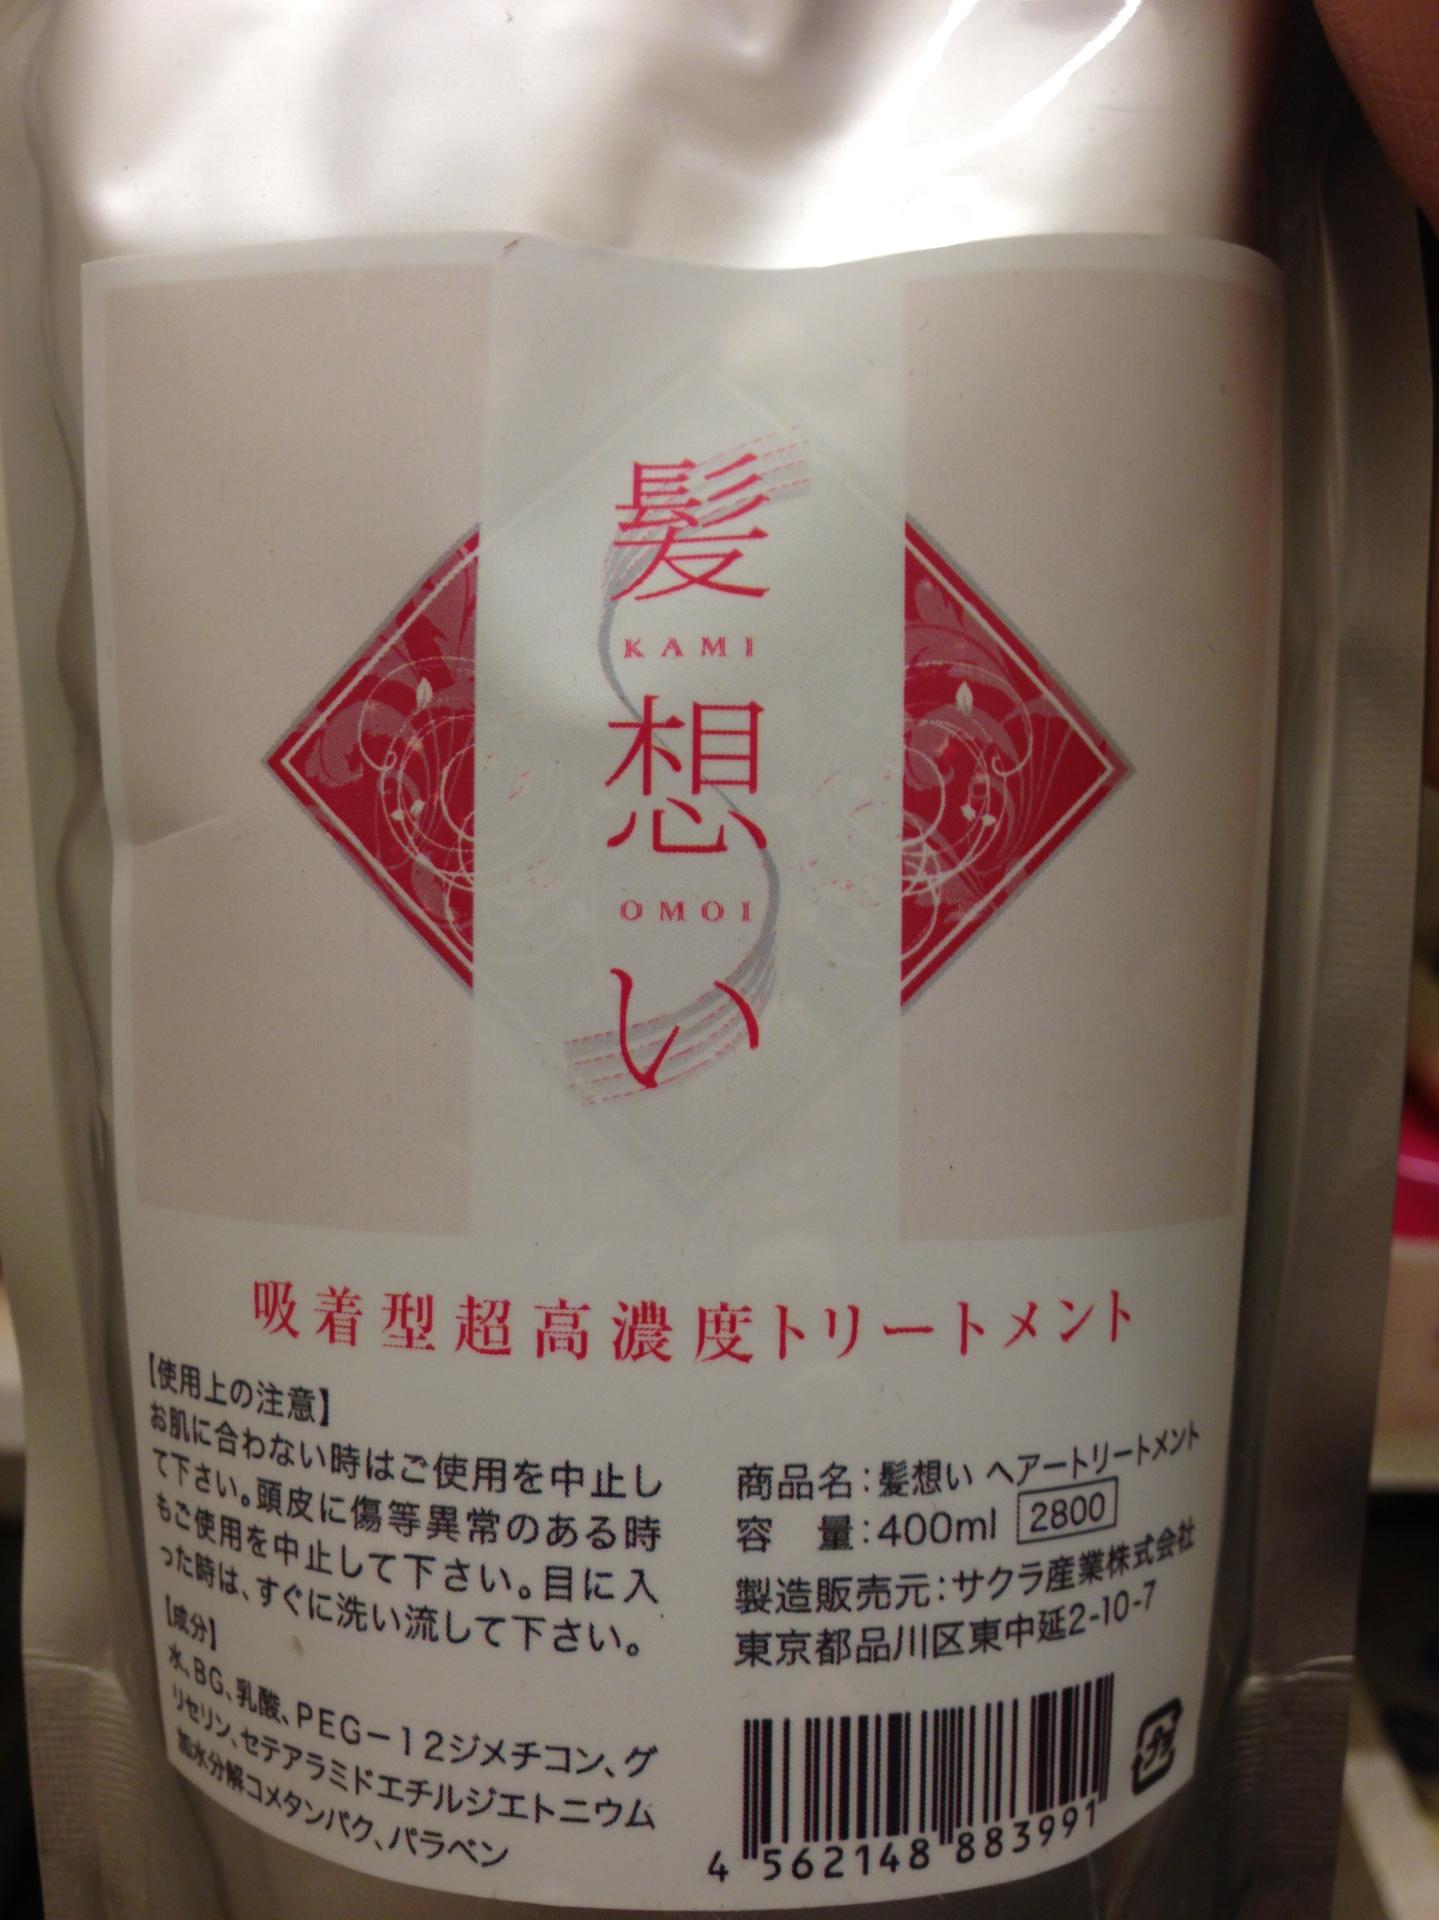 髪
KAMI
想
OMOI
い
吸着型超高濃度トリートメント
【使用上の注意】
お肌に合わない時はご使用を中止し
て下さい。頭皮に傷等異常のある時
もご使用を中止して下さい。目に入
った時は、すぐに洗い流して下さい。
【成分】
水、BG、乳酸、PEG－12ジメチコン、グ
リセリン、セテアラミドエチルジエトニウム
加水分解コメタンパク、パラベン
商品名：髪想い ヘアートリートメント
容　量：400ml 2800
製造販売元：サクラ産業株式会社
東京都品川区東中延2-10-7
4 562148 883991
プラ